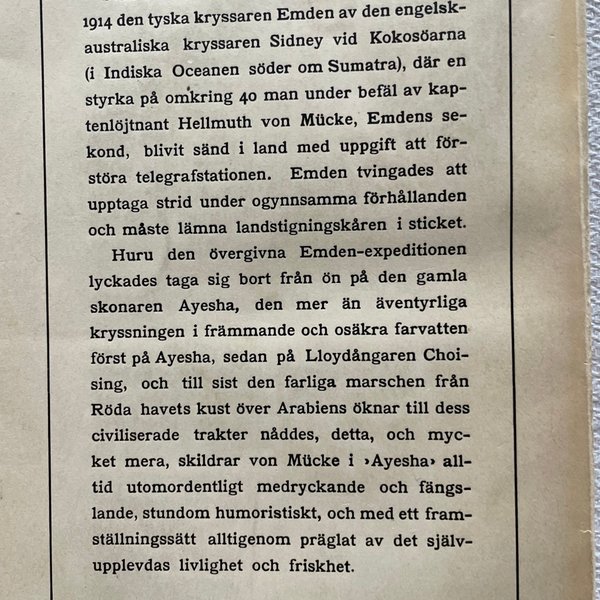 1914 den tyska kryssaren Emden av den engelsk-
australiska kryssaren Sidney vid Kokosöarna
(i Indiska Oceanen söder om Sumatra), där en
styrka på omkring 40 man under befäl av kap-
tenlöjtnant Hellmuth von Mücke, Emdens se-
kond, blivit sänd i land med uppgift att för-
störa telegrafstationen. Emden tvingades att
upptaga strid under ogynnsamma förhållanden
och måste lämna landstigningskåren i sticket.
Huru den övergivna Emden-expeditionen
lyckades taga sig bort från ön på den gamla
skonaren Ayesha, den mer än äventyrliga
kryssningen i främmande och osäkra farvatten
först på Ayesha, sedan på Lloydångaren Choi-
sing, och till sist den farliga marschen från
Röda havets kust över Arabiens öknar till dess
civiliserade trakter nåddes, detta, och myc-
ket mera, skildrar von Mücke i ›Ayesha› all-
tid utomordentligt medryckande och fängs-
lande, stundom humoristiskt, och med ett fram-
ställningssätt alltigenom präglat av det själv-
upplevdas livlighet och friskhet.